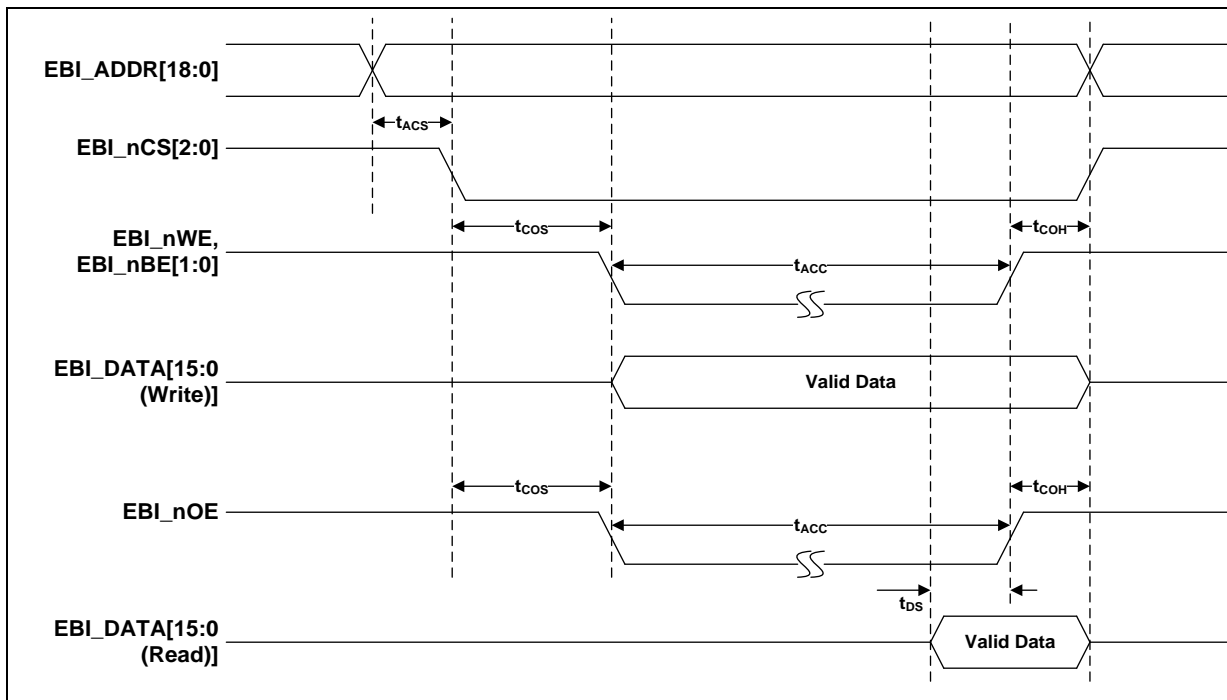 EBI_ADDR[18:0]
tACS
EBI_nCS[2:0]
tCOS
tCOH
EBI_nWE,
EBI_nBE[1:0]
tACC
EBI_DATA[15:0
(Write)]
Valid Data
tCOS
tCOH
EBI_nOE
tACC
tDS
EBI_DATA[15:0
(Read)]
Valid Data